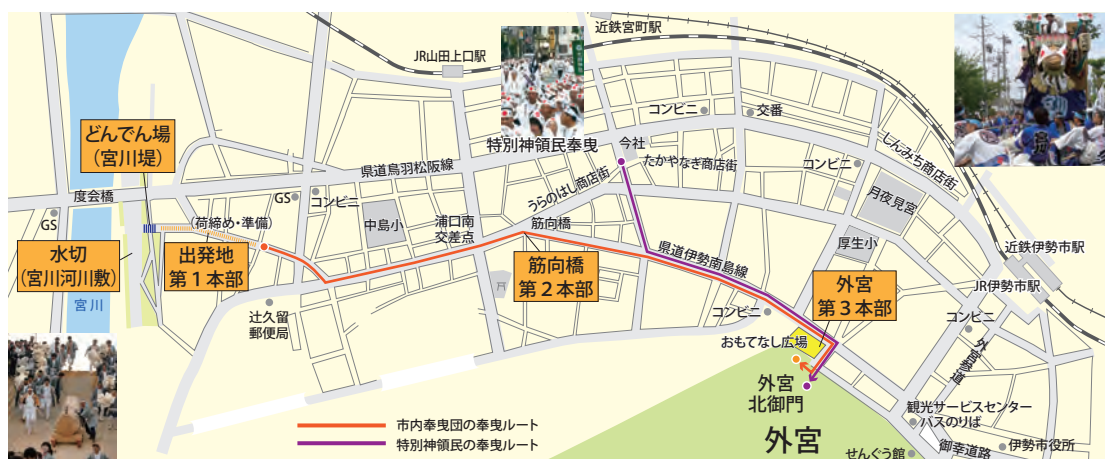 近鉄宮町駅
JR山田上口駅
コンビニ
交番
どんでん場
(宮川堤)
特別神領民奉曳
今社
たかやなぎ商店街
コンビニ
しんみち商店街
県道鳥羽松阪線
うらのはし商店街
月夜見宮
度会橋
GS
GS
コンビニ
中島小
(荷締め・準備)
浦口南
交差点
筋向橋
県道伊勢南島線
厚生小
近鉄伊勢市駅
水切
(宮川河川敷)
出発地
第1本部
筋向橋
第2本部
外宮
第3本部
JR伊勢市駅
宮川
辻久留
郵便局
コンビニ
コンビニ
おもてなし広場
外宮参道
外宮
北御門
観光サービスセンター
バスのりば
市内奉曳団の奉曳ルート
特別神領民の奉曳ルート
外宮
御幸道路
伊勢市役所
せんぐう館